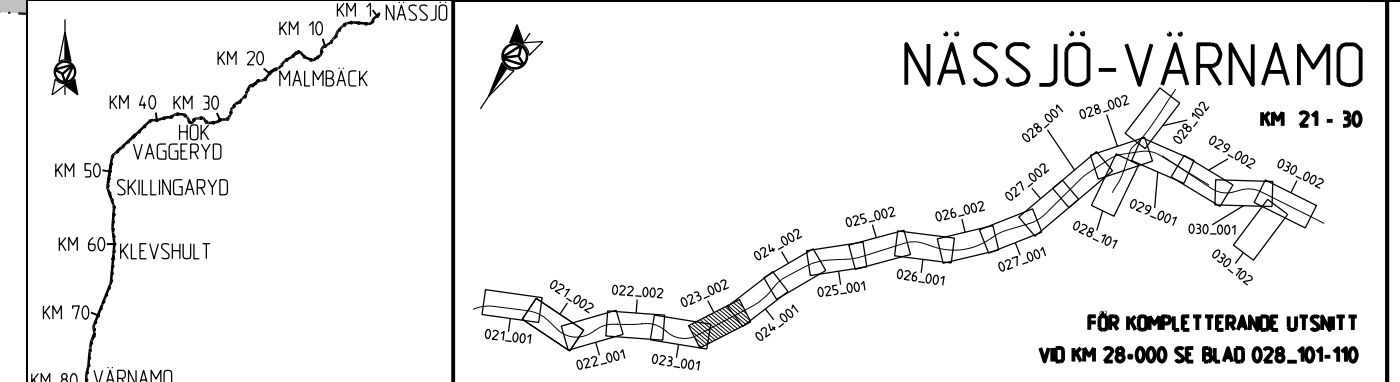 KM 1
NÄSSJÖ
KM 10
KM 20
MALMBÄCK
KM 40
KM 30
HOK
VAGGERYD
KM 50
SKILLINGARYD
KM 60
KLEVSHULT
KM 70
KM 80
VÄRNAMO
NÄSSJÖ-VÄRNAMO
KM 21 - 30
028_001
028_002
028_102
029_002
030_002
027_002
026_002
025_002
024_002
023_002
022_002
021_002
021_001
022_001
023_001
024_001
025_001
026_001
027_001
028_101
029_001
030_001
030_102
FÖR KOMPLETTERANDE UTSNITT
VID KM 28+000 SE BLAD 028_101-110